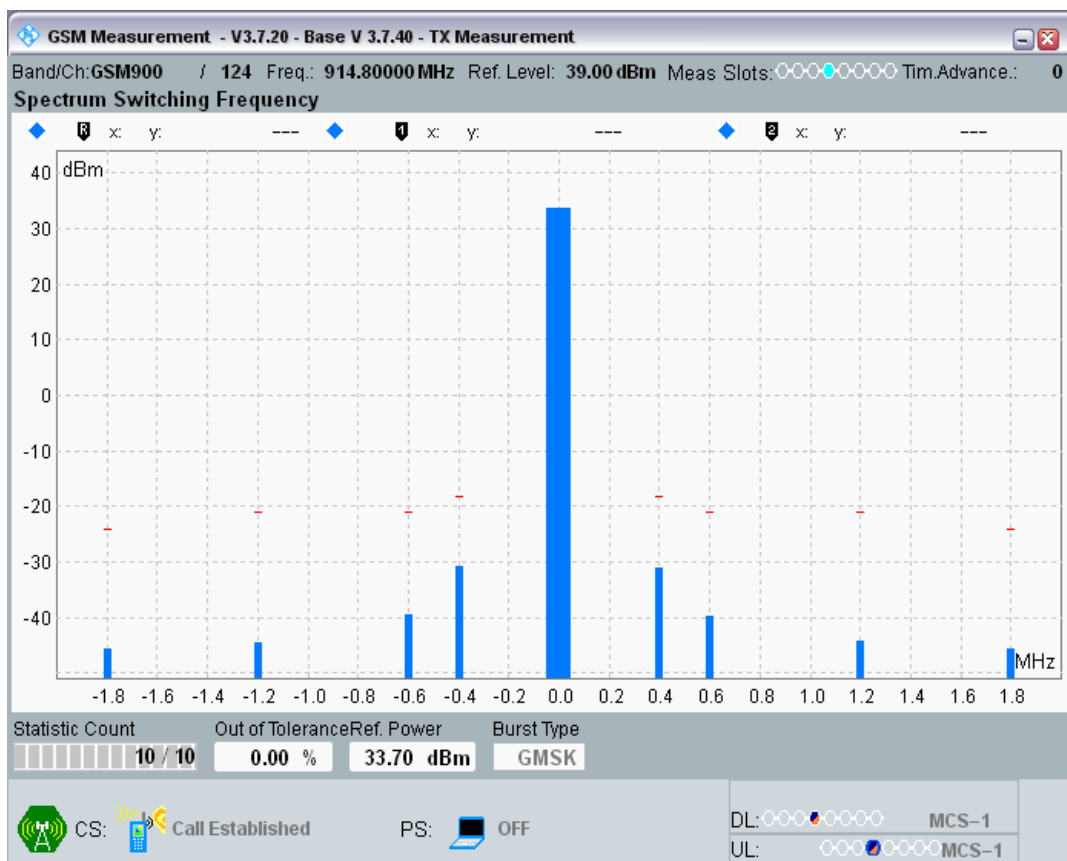 GSM Measurement - V3.7.20 - Base V 3.7.40 - TX Measurement
Band/Ch:GSM900 / 124 Freq.: 914.80000 MHz Ref. Level: 39.00 dBm Meas Slots: Tim.Advance.: 0
Spectrum Switching Frequency
R x: y: --- 1 x: y: --- 2 x: y: ---
dBm
40
30
20
10
0
-10
-20
-30
-40
MHz
-1.8 -1.6 -1.4 -1.2 -1.0 -0.8 -0.6 -0.4 -0.2 0.0 0.2 0.4 0.6 0.8 1.0 1.2 1.4 1.6 1.8
Statistic Count Out of Tolerance Ref. Power Burst Type
10 / 10 0.00 % 33.70 dBm GMSK
CS: Call Established PS: OFF
DL: MCS-1
UL: MCS-1